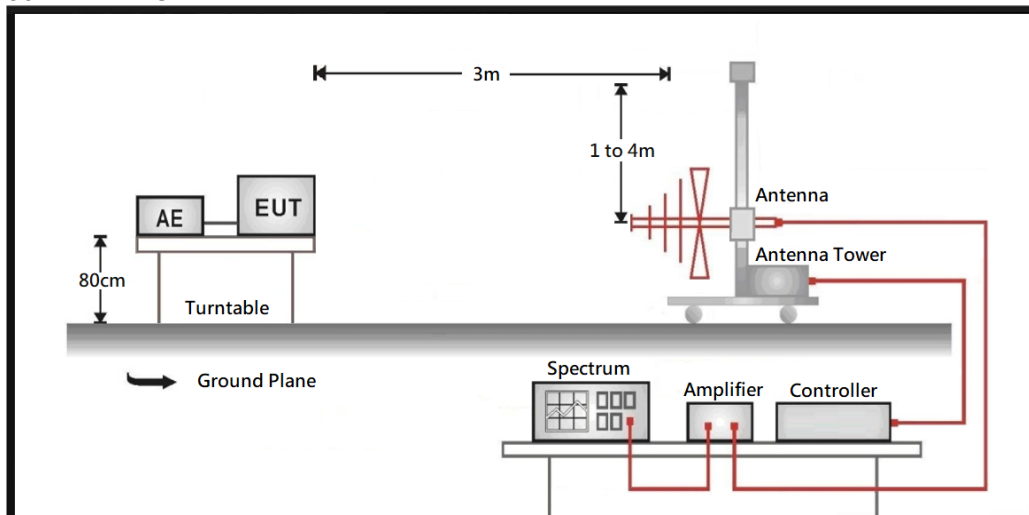 3m
1 to 4m
Antenna
AE
EUT
Antenna Tower
80cm
Turntable
Ground Plane
Spectrum
Amplifier
Controller